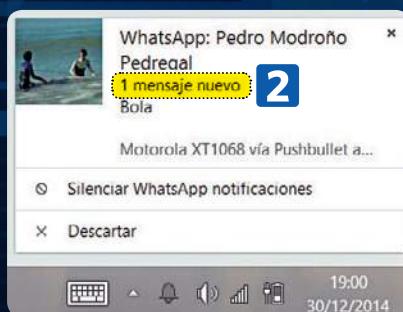 WhatsApp: Pedro Modroño
Pedregal
1 mensaje nuevo
2
Bola
Motorola XT1068 vía Pushbullet a...
Silenciar WhatsApp notificaciones
Descartar
19:00
30/12/2014